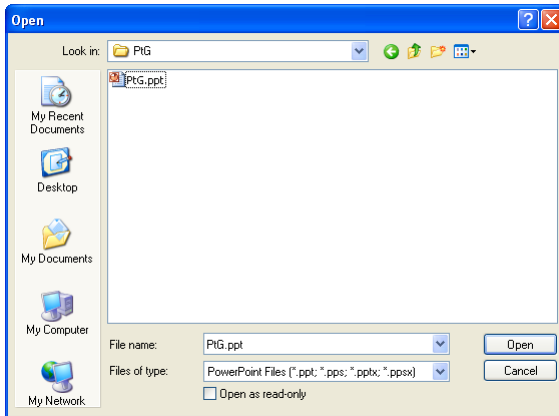 Open
Look in: PtG
PtG.ppt
My Recent
Documents
Desktop
My Documents
My Computer
My Network
File name: PtG.ppt Open
Files of type: PowerPoint Files (*.ppt; *.pps; *.pptx; *.ppsx) Cancel
Open as read-only